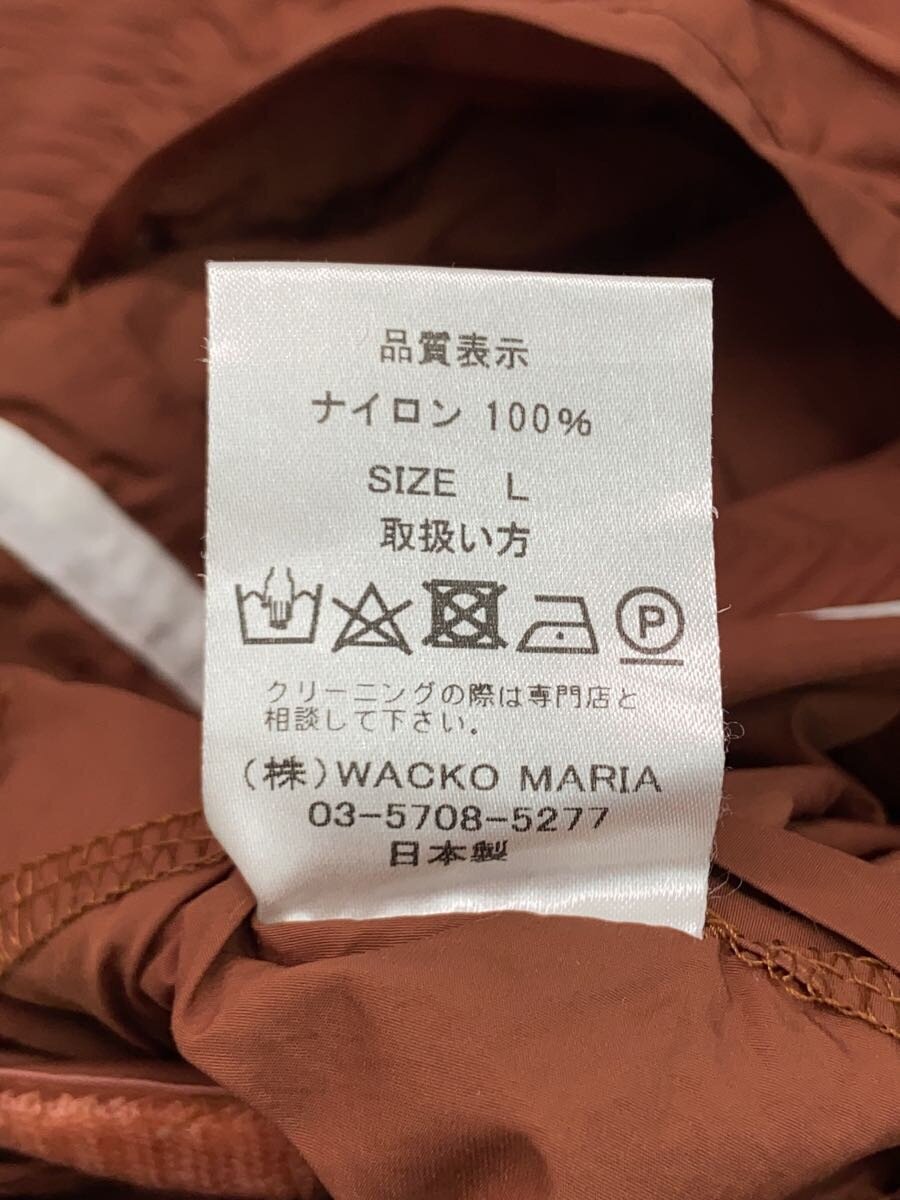 品質表示
ナイロン 100%
SIZE L
取扱い方
P
クリーニングの際は専門店と
相談して下さい。
(株)WACKO MARIA
03-5708-5277
日本製